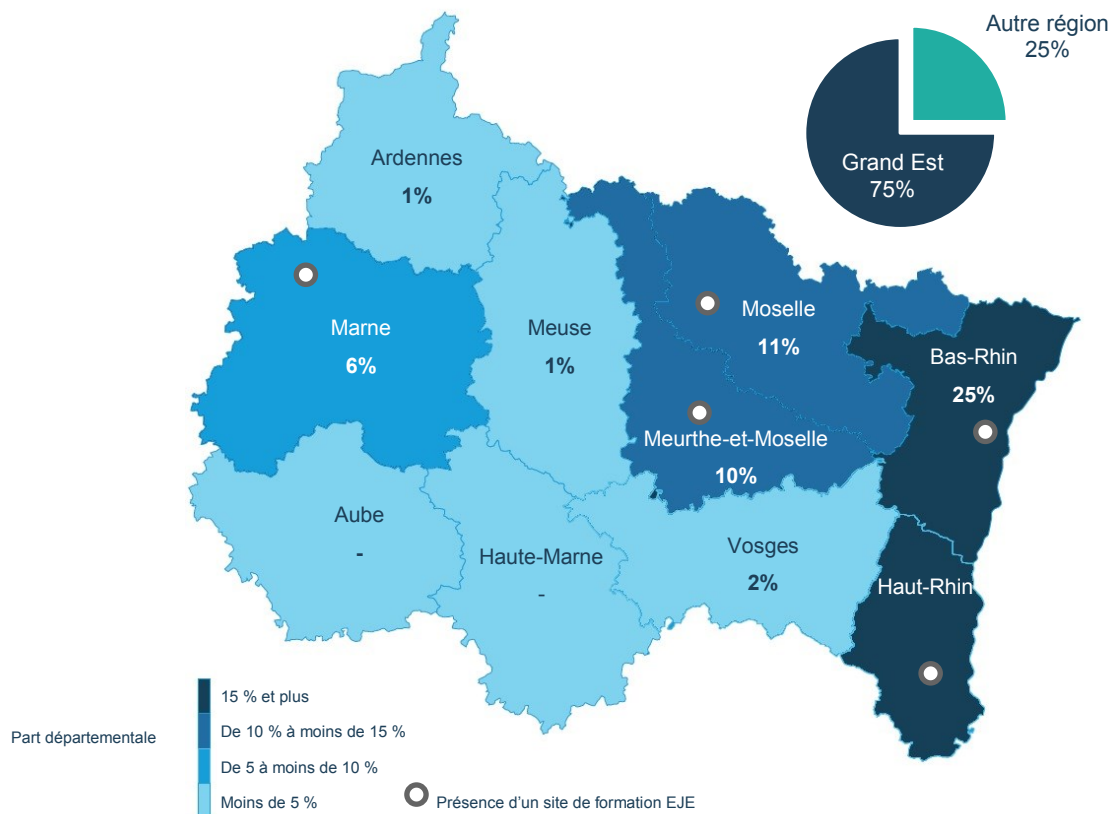 Autre région
25%
Grand Est
75%
Ardennes
1%
Marne
6%
Meuse
1%
Moselle
11%
Bas-Rhin
25%
Meurthe-et-Moselle
10%
Aube
-
Haute-Marne
-
Vosges
2%
Haut-Rhin
Part départementale
15 % et plus
De 10 % à moins de 15 %
De 5 à moins de 10 %
Moins de 5 %
Présence d’un site de formation EJE